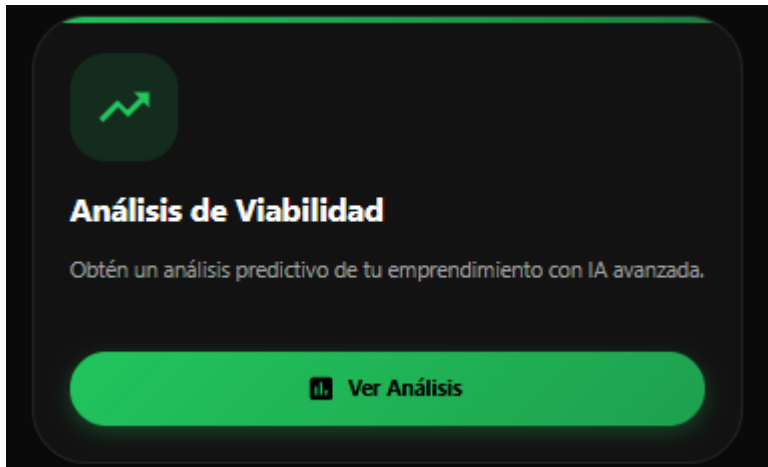 Análisis de Viabilidad
Obtén un análisis predictivo de tu emprendimiento con IA avanzada.
Ver Análisis